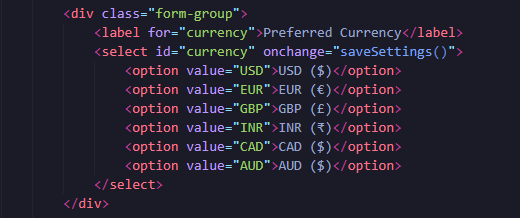 <div class="form-group">
<label for="currency">Preferred Currency</label>
<select id="currency" onchange="saveSettings()">
<option value="USD">USD ($)</option>
<option value="EUR">EUR (€)</option>
<option value="GBP">GBP (£)</option>
<option value="INR">INR (₹)</option>
<option value="CAD">CAD ($)</option>
<option value="AUD">AUD ($)</option>
</select>
</div>